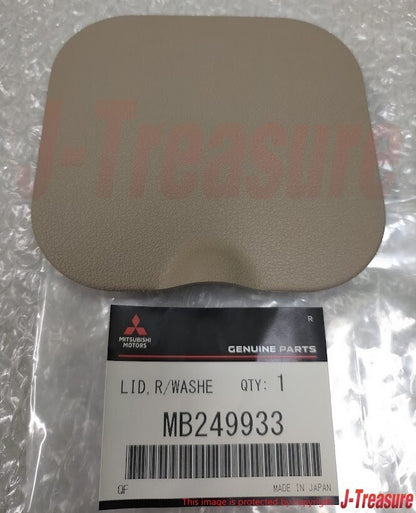 J-Treasure
R
MITSUBISHI
MOTORS
GENUINE PARTS
LID, R/WASHE QTY: 1
MB249933
QF MADE IN JAPAN
This image is protected by copyright
J-Treasure